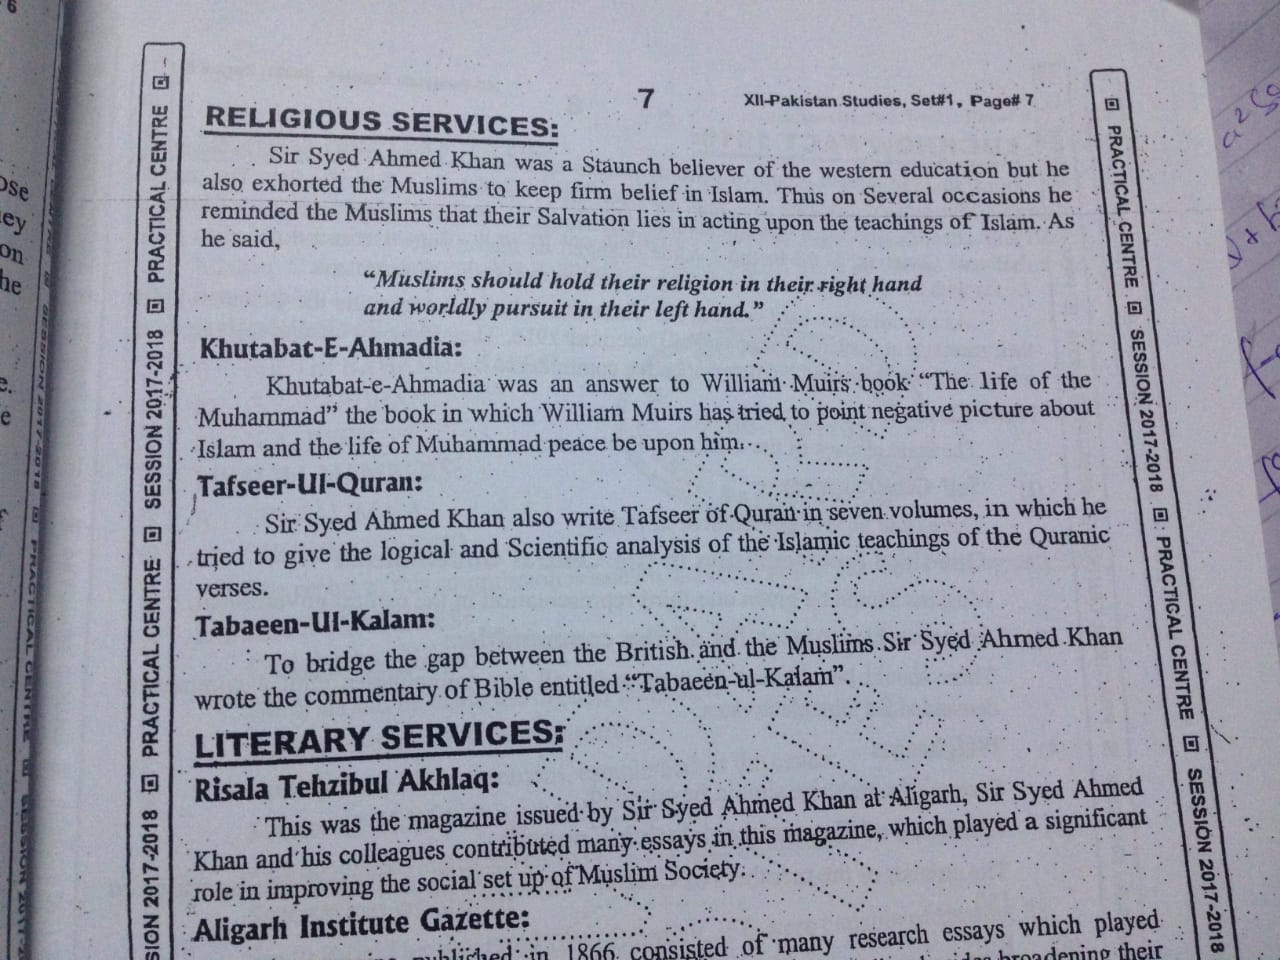 7
XII-Pakistan Studies, Set#1, Page# 7
RELIGIOUS SERVICES:
Sir Syed Ahmed Khan was a Staunch believer of the western education but he
also exhorted the Muslims to keep firm belief in Islam. Thus on Several occasions he
reminded the Muslims that their Salvation lies in acting upon the teachings of Islam. As
he said,
“Muslims should hold their religion in their right hand
and worldly pursuit in their left hand.”
Khutabat-E-Ahmadia:
Khutabat-e-Ahmadia was an answer to William Muirs book “The life of the
Muhammad” the book in which William Muirs has tried to point negative picture about
Islam and the life of Muhammad peace be upon him.
Tafseer-Ul-Quran:
Sir Syed Ahmed Khan also write Tafseer of Quran in seven volumes, in which he
tried to give the logical and Scientific analysis of the Islamic teachings of the Quranic
verses.
Tabaeen-Ul-Kalam:
To bridge the gap between the British and the Muslims Sir Syed Ahmed Khan
wrote the commentary of Bible entitled “Tabaeen-ul-Kalam”.
LITERARY SERVICES:
Risala Tehzibul Akhlaq:
This was the magazine issued by Sir Syed Ahmed Khan at Aligarh, Sir Syed Ahmed
Khan and his colleagues contributed many essays in this magazine, which played a significant
role in improving the social set up of Muslim Society.
Aligarh Institute Gazette:
published in 1866 consisted of many research essays which played
broadening their
SION 2017-2018 PRACTICAL CENTRE SESSION 2017-2018 PRACTICAL CENTRE
PRACTICAL CENTRE SESSION 2017-2018 PRACTICAL CENTRE SESSION 2017-2018
SESSION 2017-2018 PRACTICAL CENTRE